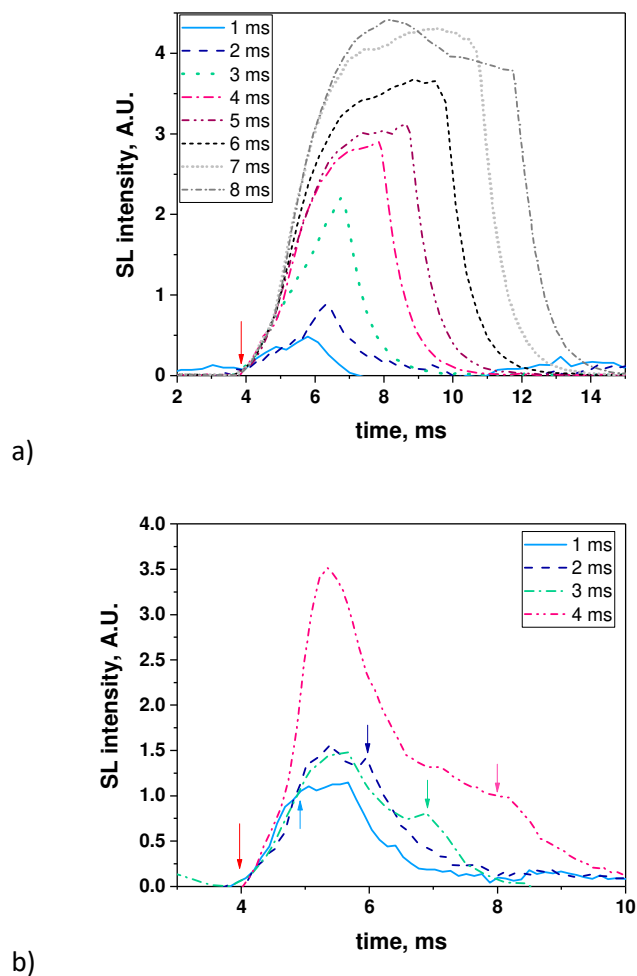 1 ms
2 ms
3 ms
4 ms
5 ms
6 ms
7 ms
8 ms
SL intensity, A.U.
4
3
2
1
0
2 4 6 8 10 12 14
time, ms
a)
1 ms
2 ms
3 ms
4 ms
SL intensity, A.U.
4.0
3.5
3.0
2.5
2.0
1.5
1.0
0.5
0.0
4 6 8 10
time, ms
b)